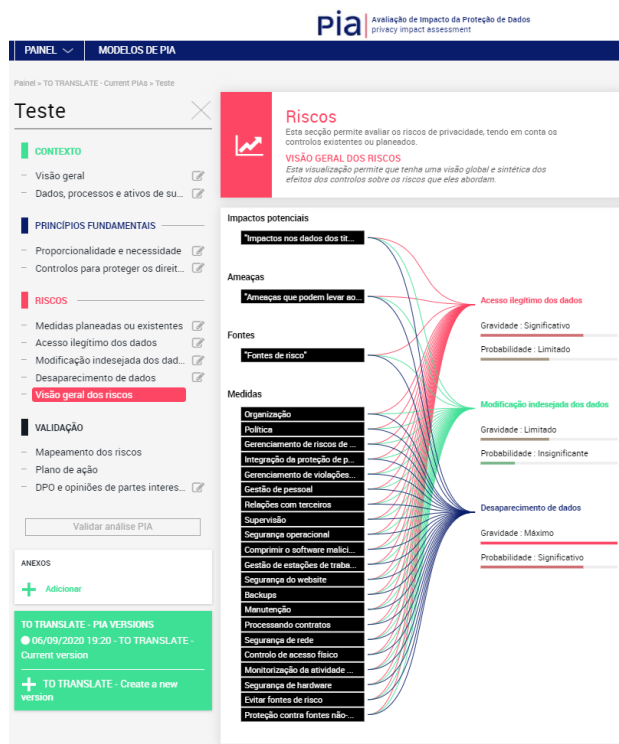 pia
Avaliação de Impacto da Proteção de Dados
privacy impact assessment
PAINEL
MODELOS DE PIA
Painel > TO TRANSLATE - Current PIAs > Teste
Teste
CONTEXTO
Visão geral
Dados, processos e ativos de su...
PRINCÍPIOS FUNDAMENTAIS
Proporcionalidade e necessidade
Controlos para proteger os direit...
RISCOS
Medidas planeadas ou existentes
Acesso ilegítimo dos dados
Modificação indesejada dos dad...
Desaparecimento de dados
Visão geral dos riscos
VALIDAÇÃO
Mapeamento dos riscos
Plano de ação
DPO e opiniões de partes interes...
Validar análise PIA
ANEXOS
Adicionar
TO TRANSLATE - PIA VERSIONS
06/09/2020 19:20 - TO TRANSLATE -
Current version
TO TRANSLATE - Create a new
version
Riscos
Esta secção permite avaliar os riscos de privacidade, tendo em conta os
controlos existentes ou planeados.
VISÃO GERAL DOS RISCOS
Esta visualização permite que tenha uma visão global e sintética dos
efeitos dos controlos sobre os riscos que eles abordam.
Impactos potenciais
"Impactos nos dados dos tit...
Ameaças
"Ameaças que podem levar ao...
Fontes
"Fontes de risco"
Medidas
Organização
Política
Gerenciamento de riscos de ...
Integração da proteção de p...
Gerenciamento de violações...
Gestão de pessoal
Relações com terceiros
Supervisão
Segurança operacional
Comprimir o software malici...
Gestão de estações de traba...
Segurança do website
Backups
Manutenção
Processando contratos
Segurança de rede
Controlo de acesso físico
Monitorização da atividade ...
Segurança de hardware
Evitar fontes de risco
Proteção contra fontes não-...
Acesso ilegítimo dos dados
Gravidade : Significativo
Probabilidade : Limitado
Modificação indesejada dos dados
Gravidade : Limitado
Probabilidade : Insignificante
Desaparecimento de dados
Gravidade : Máximo
Probabilidade : Significativo